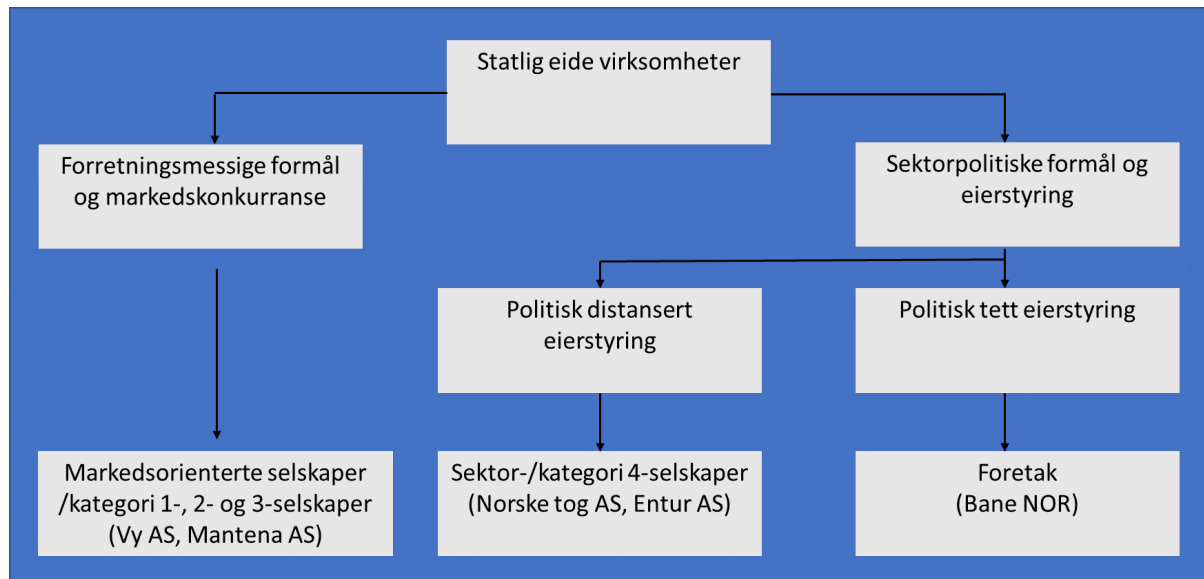 Statlig eide virksomheter
Forretningsmessige formål
og markedskonkurranse
Sektorpolitiske formål og
eierstyring
Politisk distansert
eierstyring
Politisk tett eierstyring
Markedsorienterte selskaper
/kategori 1-, 2- og 3-selskaper
(Vy AS, Mantena AS)
Sektor-/kategori 4-selskaper
(Norske tog AS, Entur AS)
Foretak
(Bane NOR)